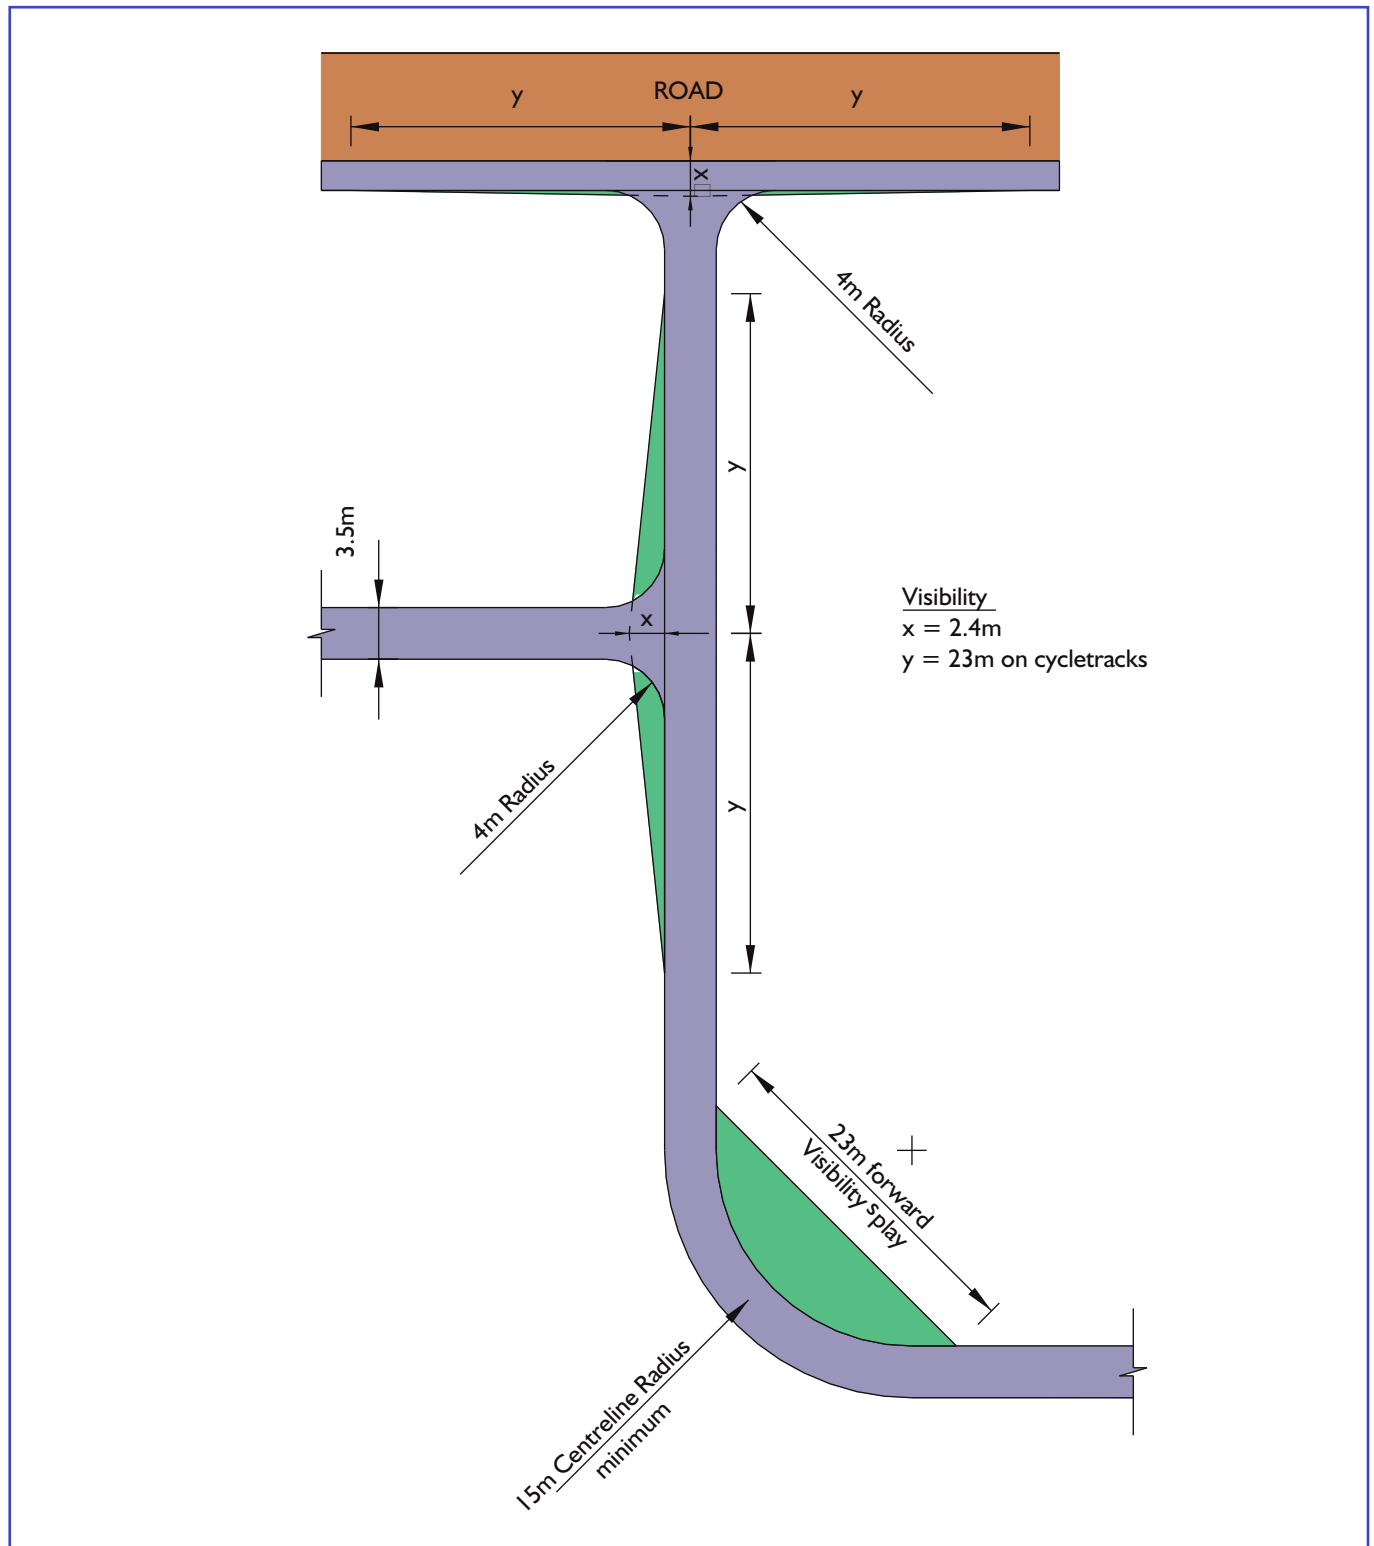 ROAD
y
y
x
4m Radius
y
3.5m
x
Visibility
x = 2.4m
y = 23m on cycletracks
4m Radius
y
23m forward
Visibility splay
15m Centreline Radius
minimum